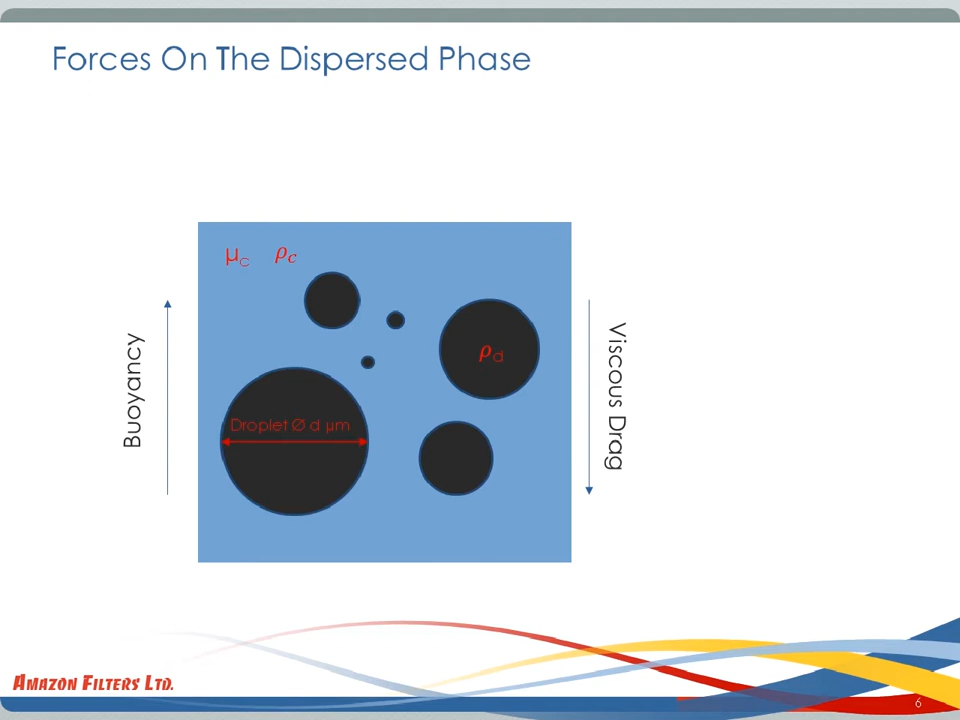 Forces On The Dispersed Phase
μc ρc
Buoyancy
ρd
Droplet Ø d μm
Viscous Drag
AMAZON FILTERS LTD.
6